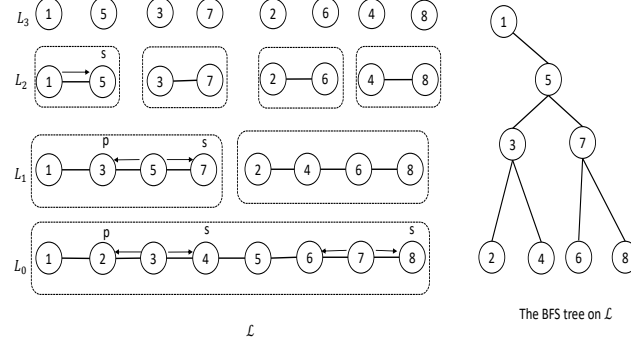 L3 1 5 3 7 2 6 4 8
s
L2 1 5 3 7 2 6 4 8
p s
L1 1 3 5 7 2 4 6 8
p s s
L0 1 2 3 4 5 6 7 8
ℒ
1
5
3 7
2 4 6 8
The BFS tree on ℒ